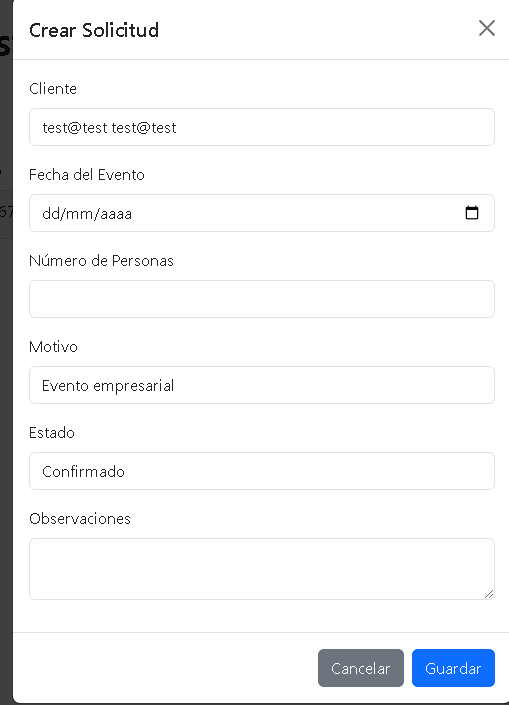 Crear Solicitud
Cliente
test@test test@test
Fecha del Evento
dd/mm/aaaa
Número de Personas
Motivo
Evento empresarial
Estado
Confirmado
Observaciones
Cancelar
Guardar